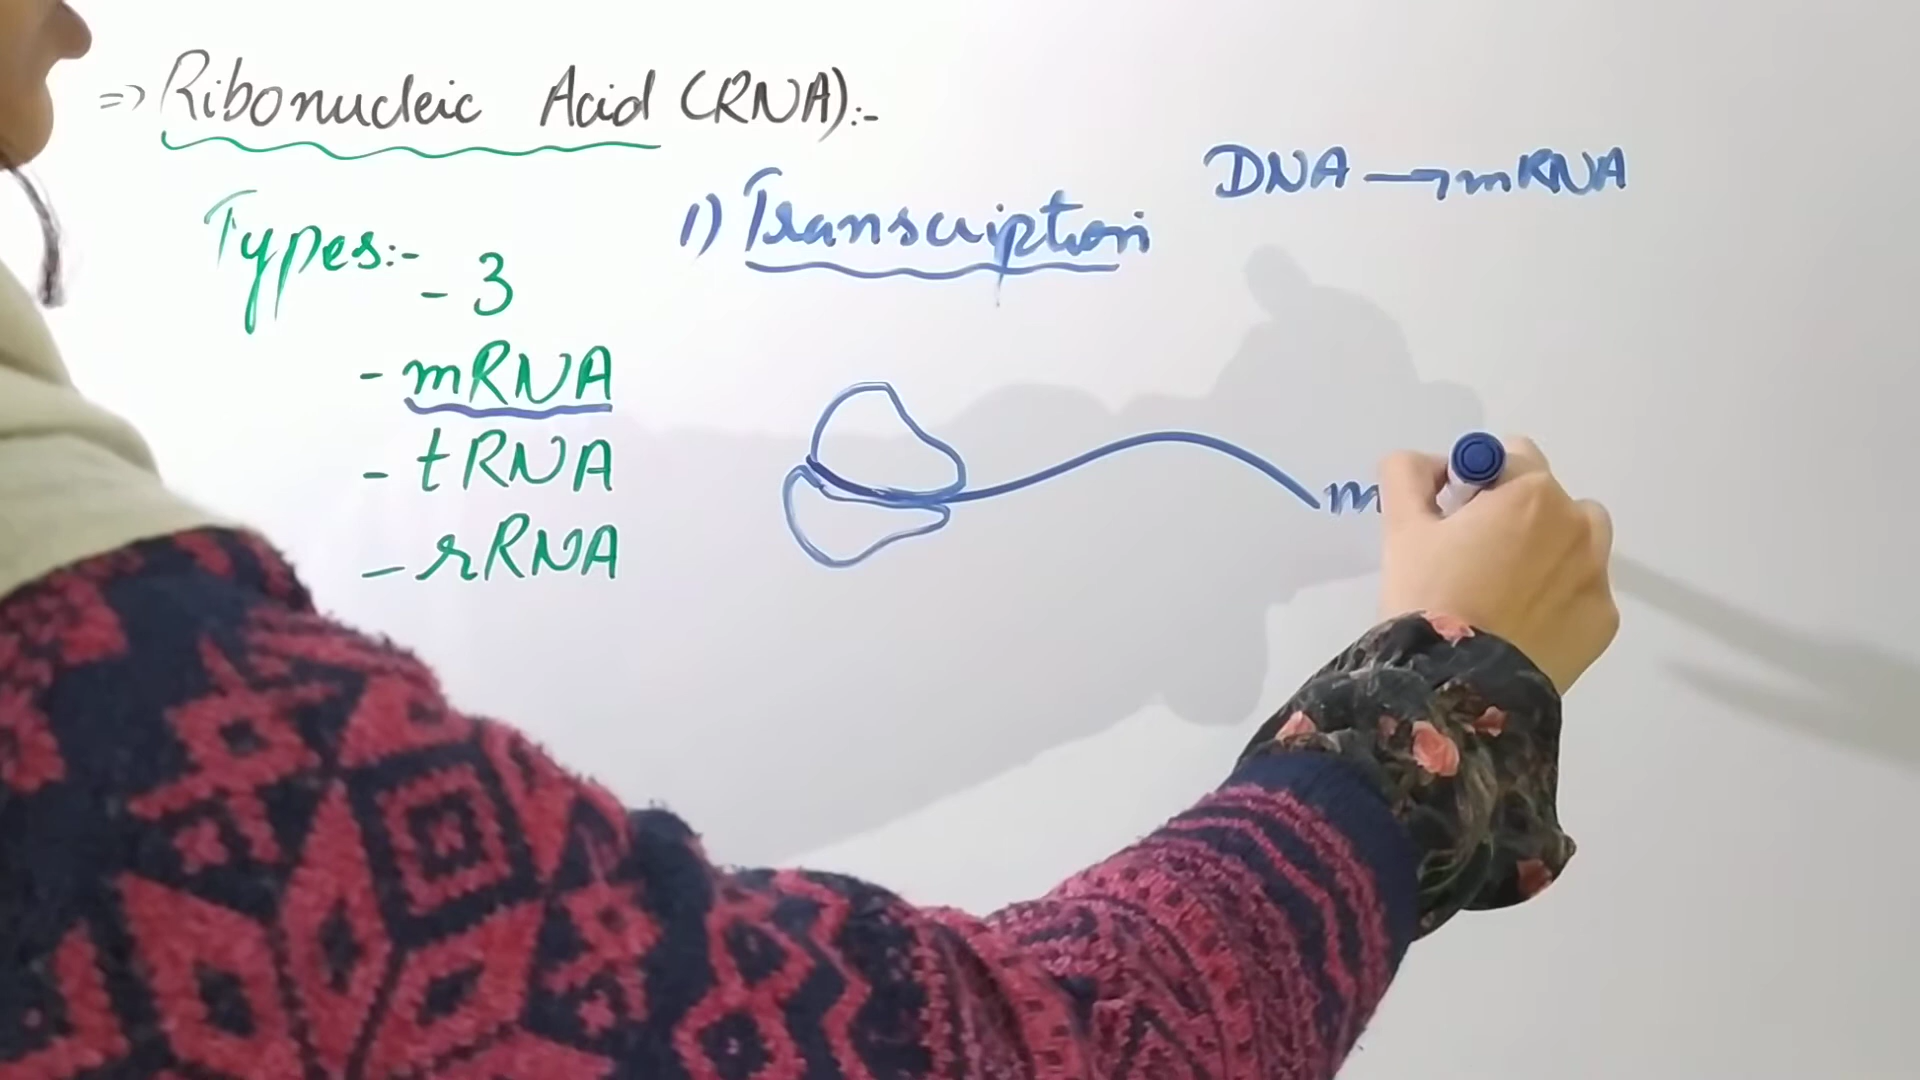 => Ribonucleic Acid (RNA):-
Types:-
- 3
- mRNA
- tRNA
- rRNA
1) Transcription
DNA → mRNA
m